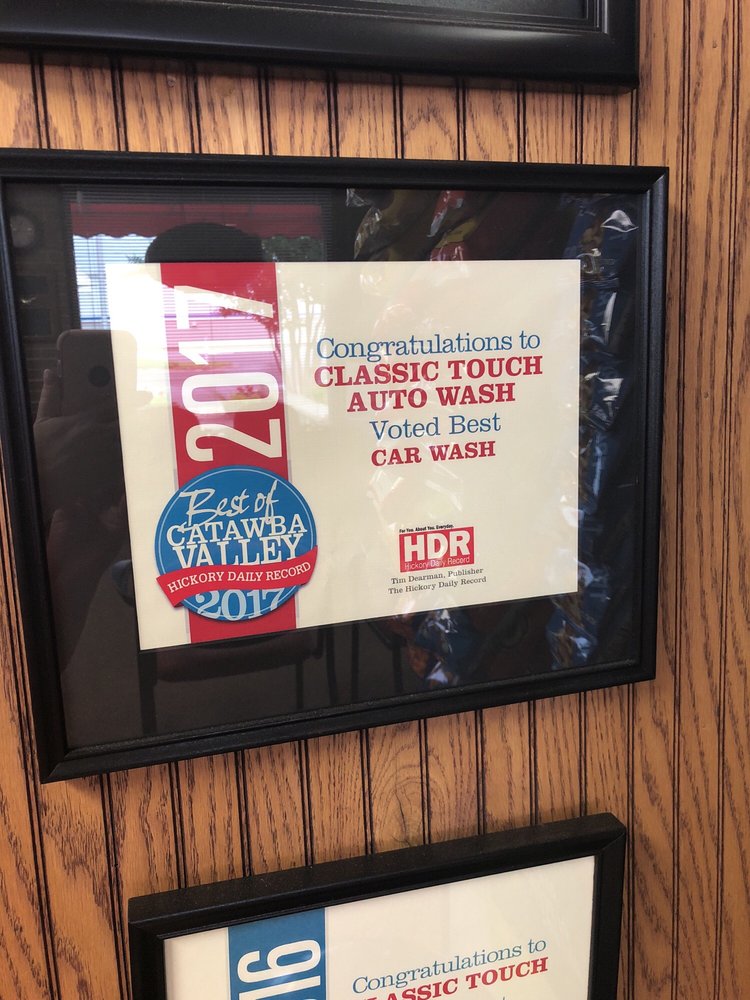 2017
Best of
CATAWBA
VALLEY
HICKORY DAILY RECORD
2017
Congratulations to
CLASSIC TOUCH
AUTO WASH
Voted Best
CAR WASH
For You. About You. Everyday.
HDR
Hickory Daily Record
Tim Dearman, Publisher
The Hickory Daily Record
16
Congratulations to
CLASSIC TOUCH